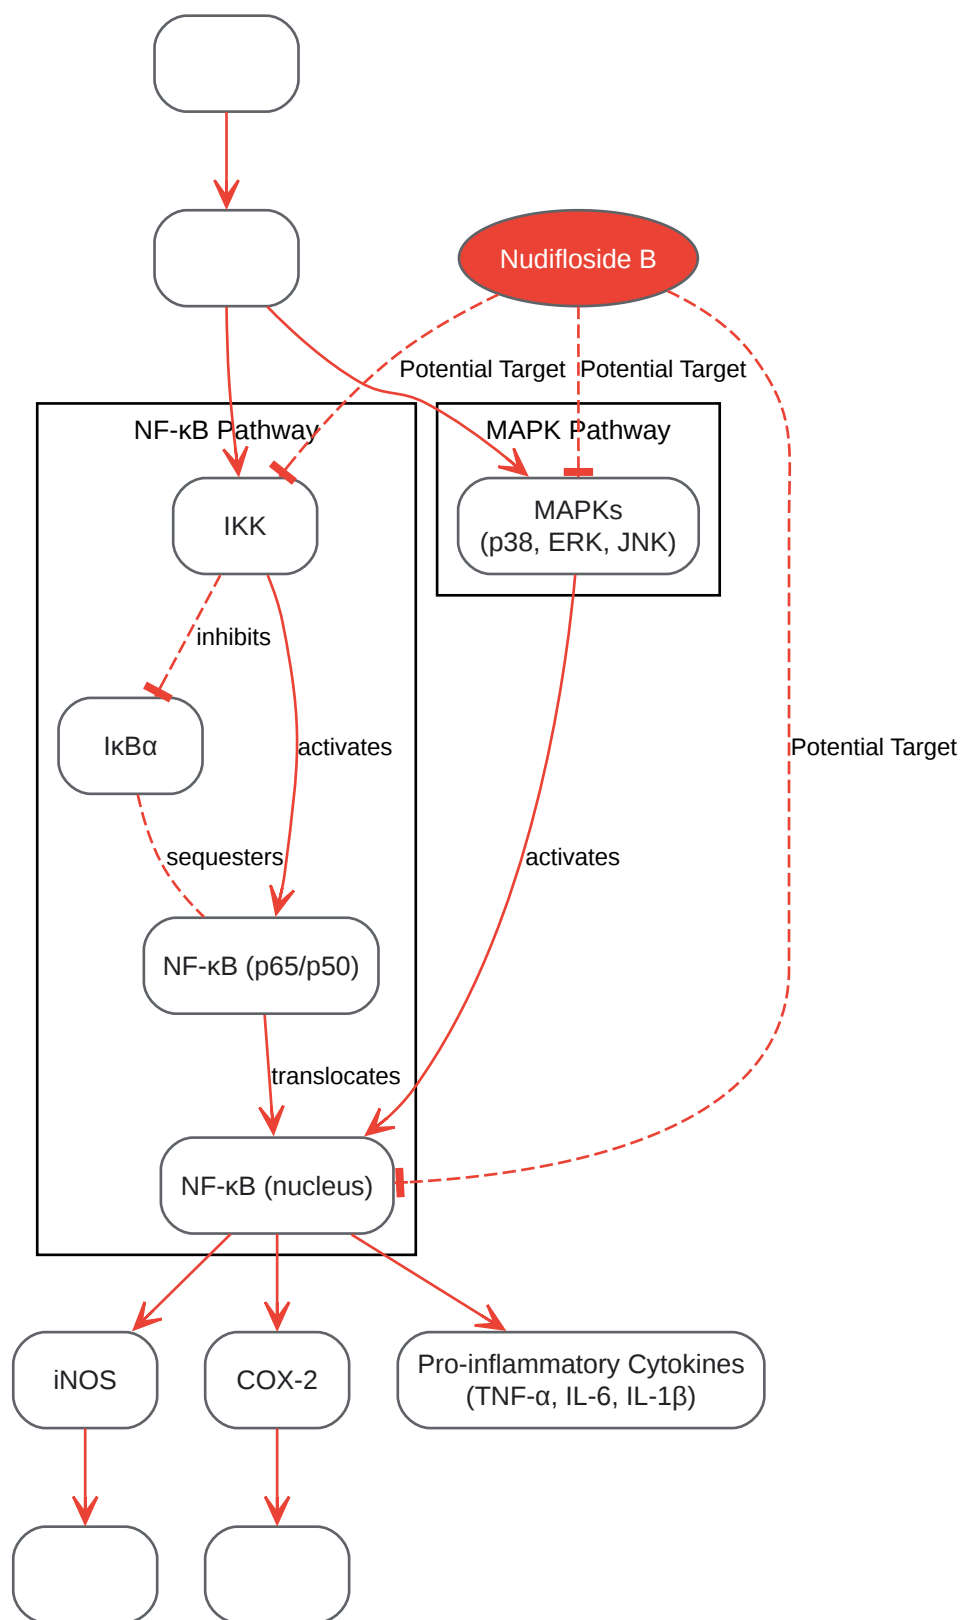 Nudifloside B
Potential Target
Potential Target
NF-κB Pathway
MAPK Pathway
IKK
MAPKs
(p38, ERK, JNK)
inhibits
IκBα
activates
Potential Target
sequesters
activates
NF-κB (p65/p50)
translocates
NF-κB (nucleus)
iNOS
COX-2
Pro-inflammatory Cytokines
(TNF-α, IL-6, IL-1β)